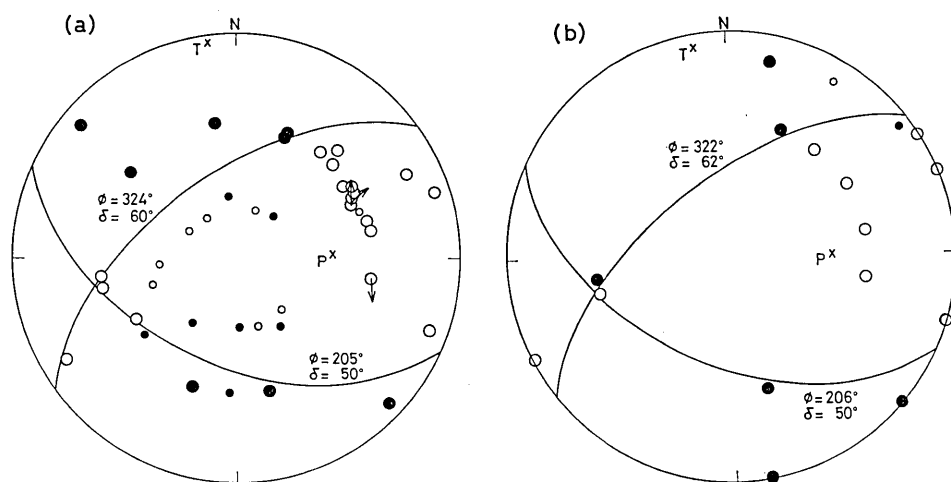 (a)
N
T x
φ = 324°
δ = 60°
P x
φ = 205°
δ = 50°
(b)
N
T x
φ = 322°
δ = 62°
P x
φ = 206°
δ = 50°